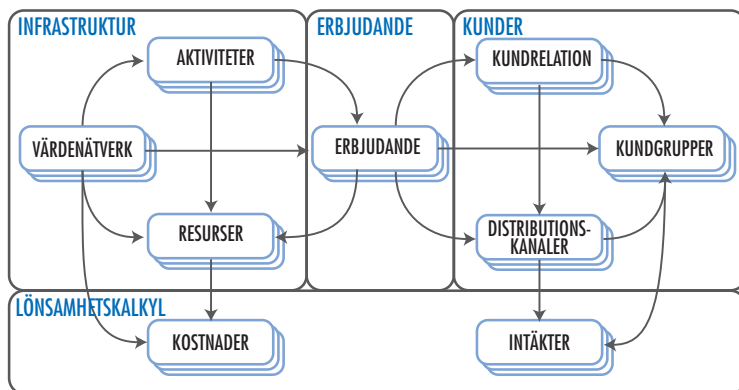 INFRASTRUKTUR
ERBJUDANDE
KUNDER
AKTIVITETER
KUNDRELATION
VÄRDENÄTVERK
ERBJUDANDE
KUNDGRUPPER
RESURSER
DISTRIBUTIONS-
KANALER
LÖNSAMHETSKALKYL
KOSTNADER
INTÄKTER